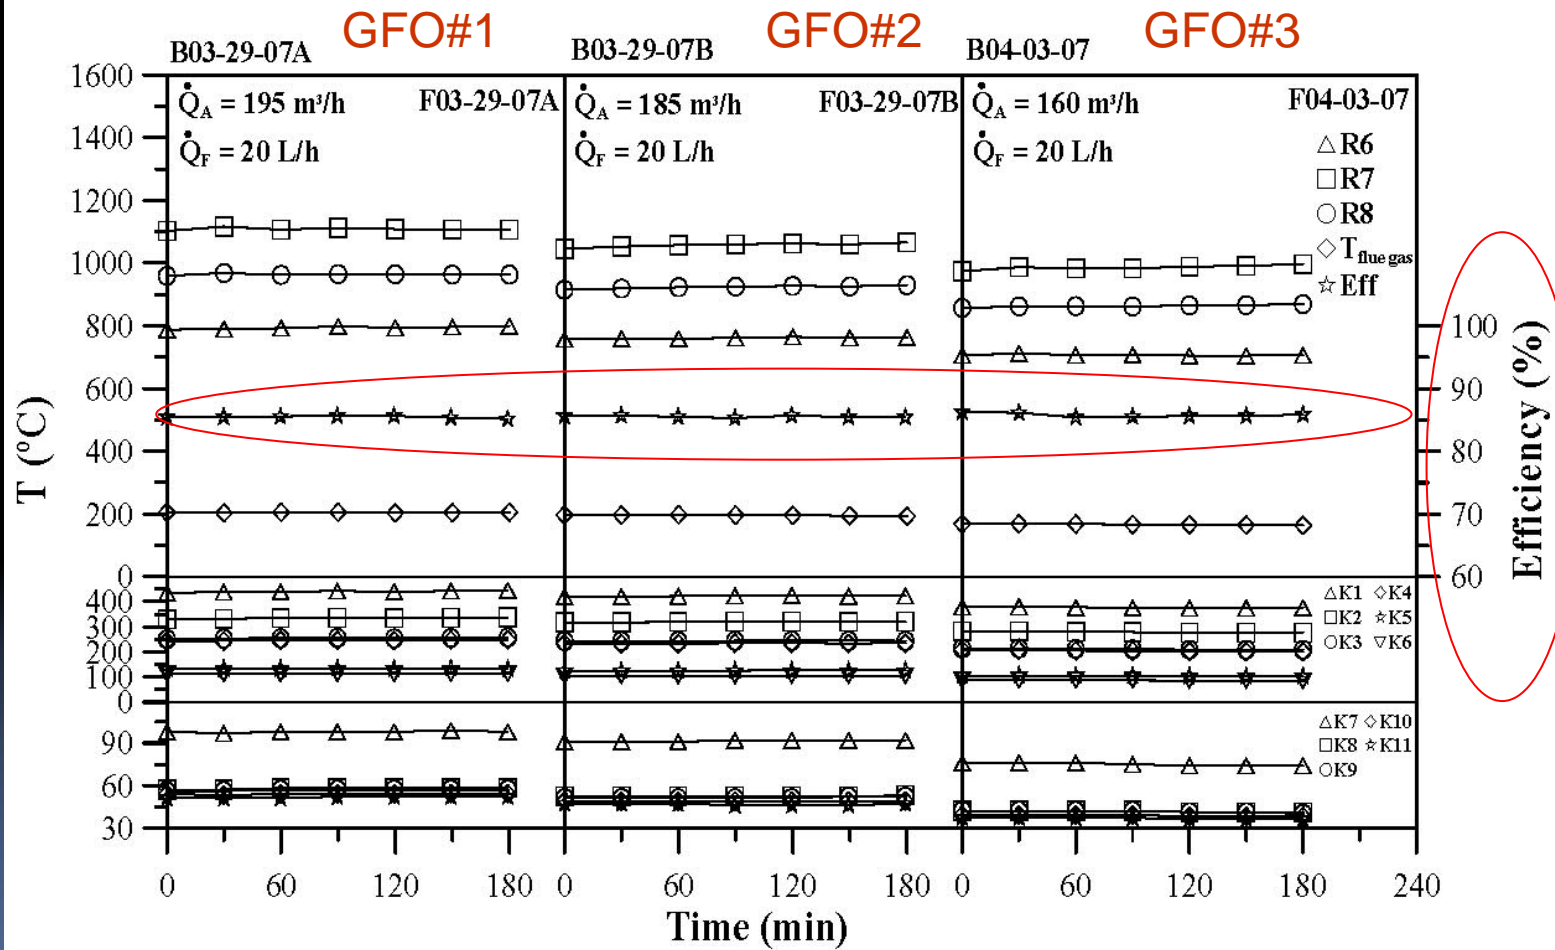 GFO#1 GFO#2 GFO#3
B03-29-07A B03-29-07B B04-03-07
Q̇A = 195 m³/h F03-29-07A Q̇A = 185 m³/h F03-29-07B Q̇A = 160 m³/h F04-03-07
Q̇F = 20 L/h Q̇F = 20 L/h Q̇F = 20 L/h
△R6
□R7
○R8
◇Tflue gas
☆Eff
T (ºC)
1600
1400
1200
1000
800
600
400
200
0
400
300
200
100
0
90
60
30
100
90
80
70
60
Efficiency (%)
△K1 ◇K4
□K2 ☆K5
○K3 ▽K6
△K7 ◇K10
□K8 ☆K11
○K9
0 60 120 180 0 60 120 180 0 60 120 180 240
Time (min)